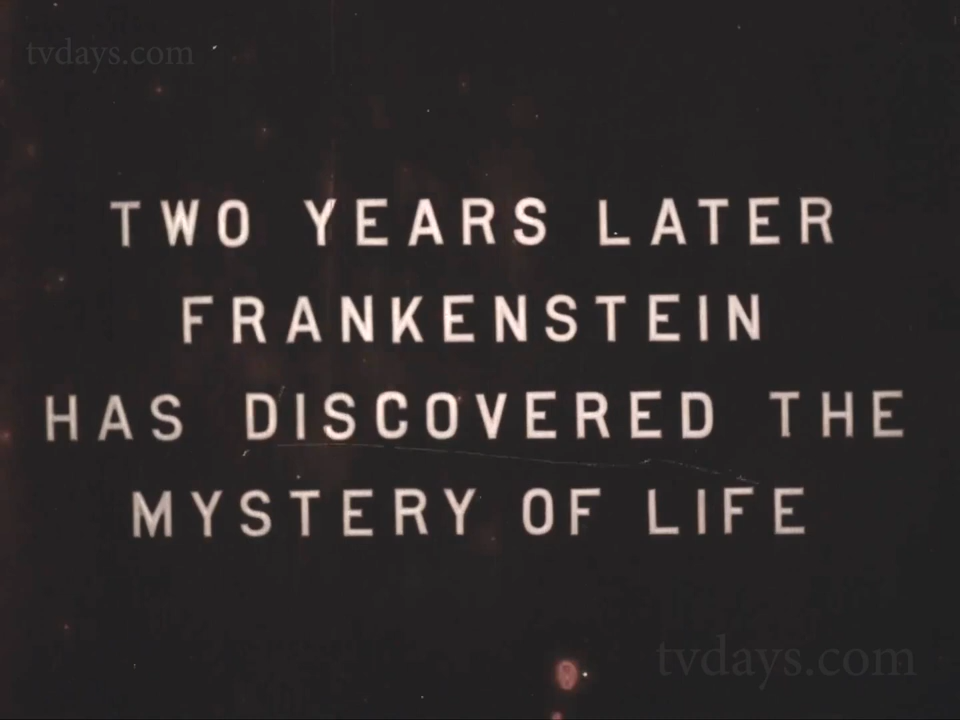 tvdays.com
TWO YEARS LATER
FRANKENSTEIN
HAS DISCOVERED THE
MYSTERY OF LIFE
tvdays.com